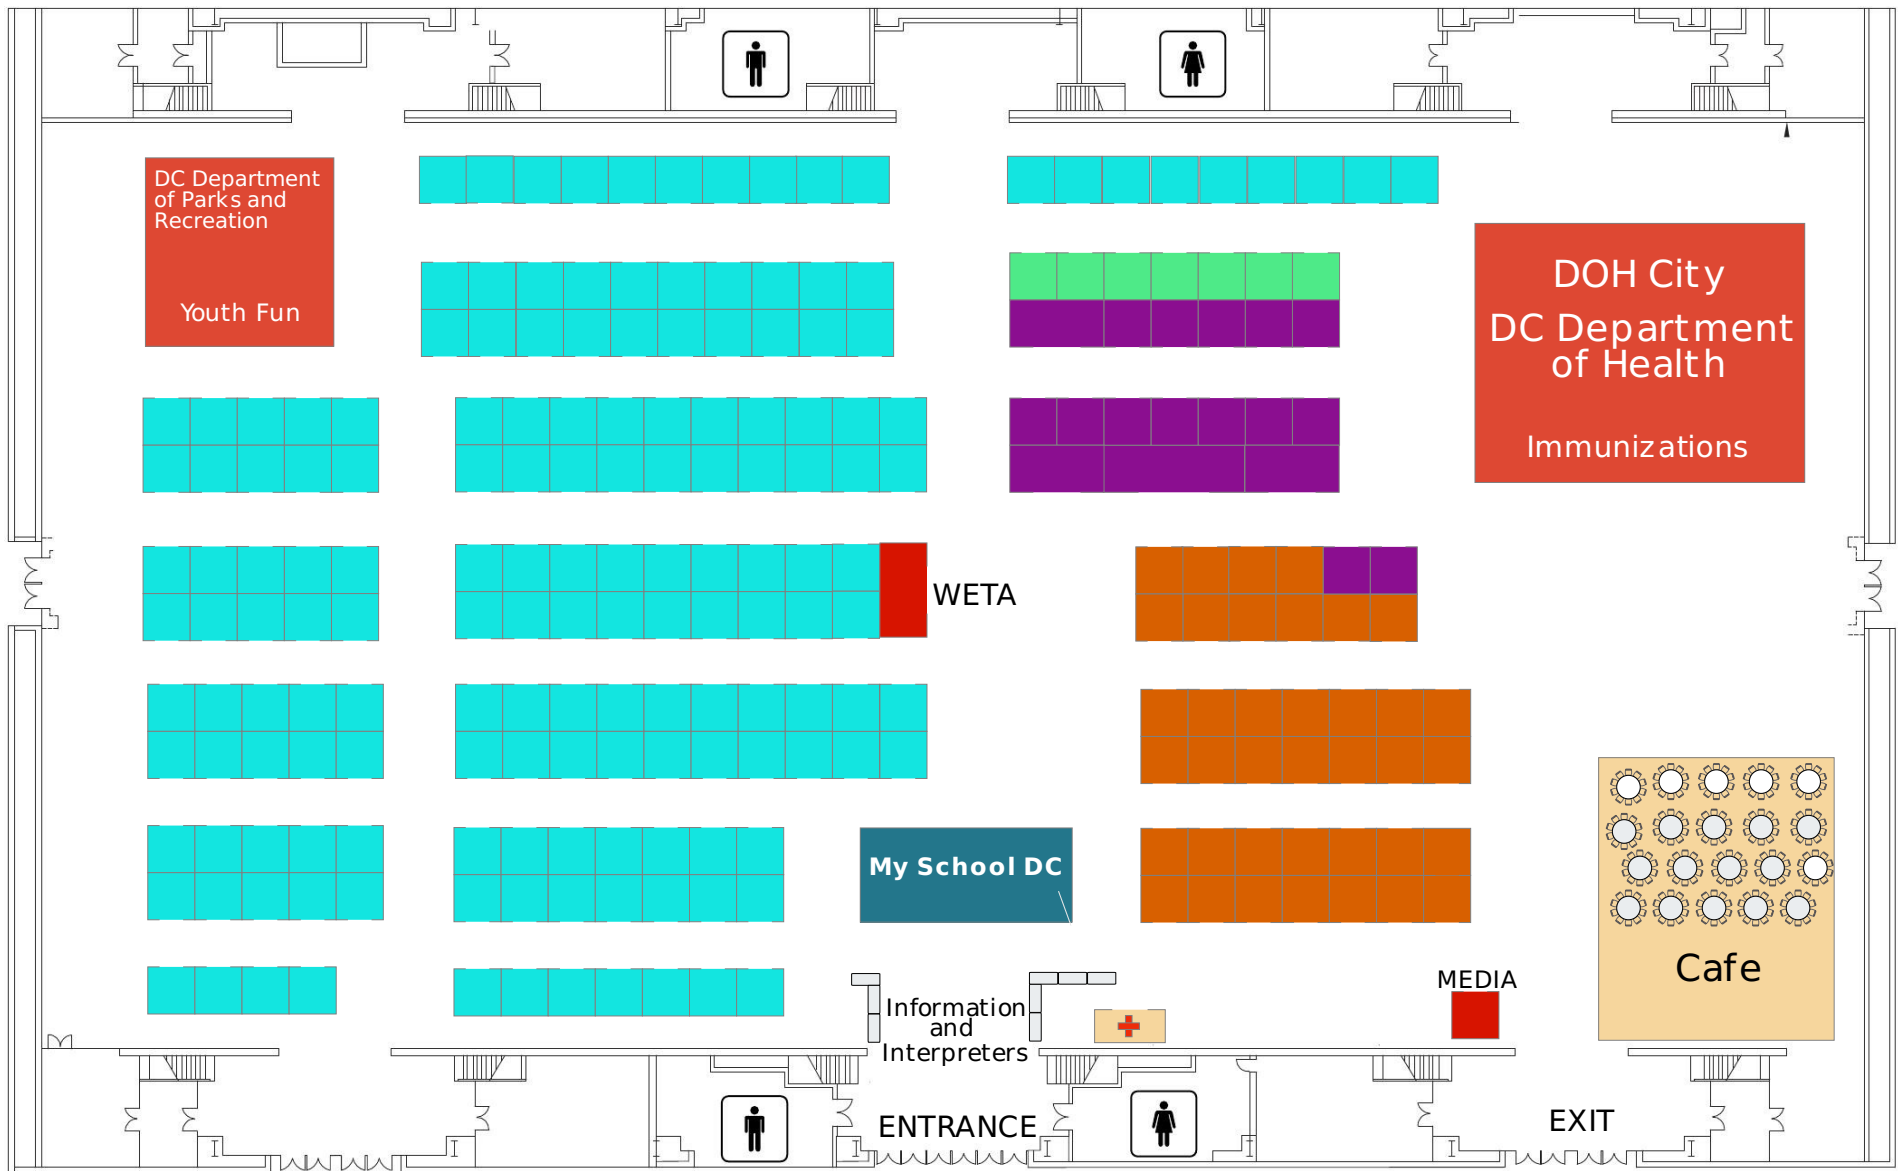 DC Department
of Parks and
Recreation
Youth Fun
DOH City
DC Department
of Health
Immunizations
WETA
My School DC
Information
and
Interpreters
MEDIA
Cafe
ENTRANCE
EXIT